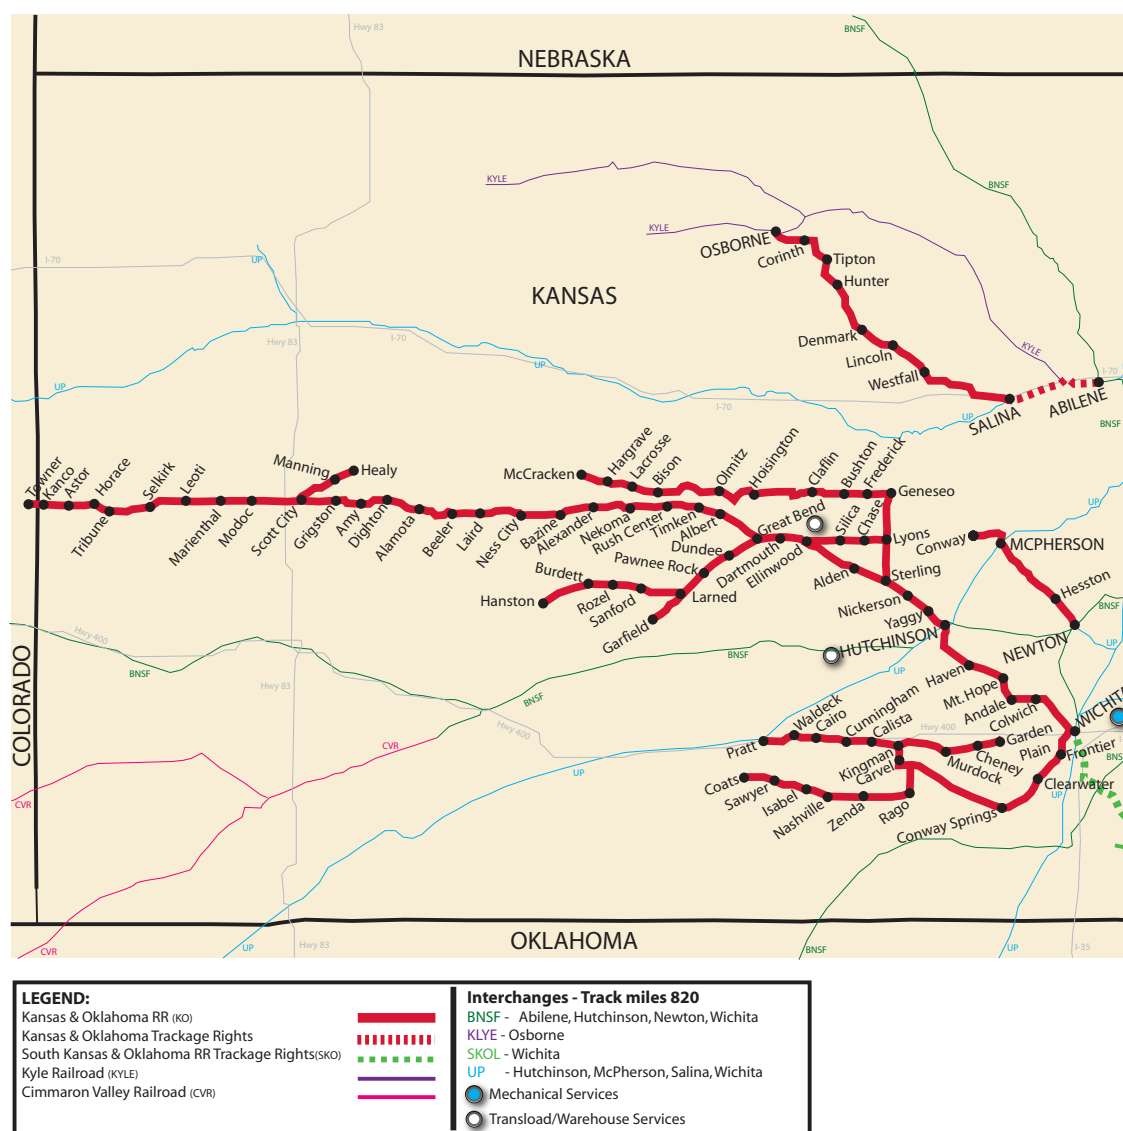 Hwy 83
BNSF
NEBRASKA
KYLE
BNSF
KYLE
OSBORNE
Corinth
Tipton
Hunter
I-70
UP
KANSAS
Denmark
Lincoln
Westfall
Hwy 83
I-70
UP
KYLE
I-70
UP
I-70
UP
SALINA
ABILENE
BNSF
Towner
Kanco
Astor
Horace
Tribune
Selkirk
Leoti
Marienthal
Modoc
Scott City
Manning
Healy
Grigston
Amy
Dighton
Alamota
Beeler
Laird
Ness City
Bazine
Alexander
Nekoma
Rush Center
Timken
Albert
McCracken
Hargrave
Lacrosse
Bison
Olmitz
Hoisington
Claflin
Bushton
Frederick
Geneseo
Great Bend
Silica
Chase
Lyons
UP
Conway
MCPHERSON
Dundee
Dartmouth
Ellinwood
Pawnee Rock
Alden
Sterling
Hesston
Burdett
Hanston
Rozel
Sanford
Larned
Garfield
Nickerson
Yaggy
BNSF
HUTCHINSON
NEWTON
UP
Hwy 400
BNSF
Hwy 83
BNSF
BNSF
UP
Haven
Mt. Hope
Andale
Colwich
WICHITA
COLORADO
Hwy 400
CVR
Waldeck
Cairo
Cunningham
Calista
Hwy 400
Pratt
Kingman
Carvel
Murdock
Cheney
Garden
Plain
Frontier
BNS
UP
Coats
Sawyer
Isabel
Nashville
Zenda
Rago
Clearwater
UP
Conway Springs
CVR
CVR
UP
Hwy 83
OKLAHOMA
BNSF
UP
I-35
LEGEND:
Kansas & Oklahoma RR (KO)
Kansas & Oklahoma Trackage Rights
South Kansas & Oklahoma RR Trackage Rights(SKO)
Kyle Railroad (KYLE)
Cimmaron Valley Railroad (CVR)
Interchanges - Track miles 820
BNSF - Abilene, Hutchinson, Newton, Wichita
KLYE - Osborne
SKOL - Wichita
UP - Hutchinson, McPherson, Salina, Wichita
Mechanical Services
Transload/Warehouse Services